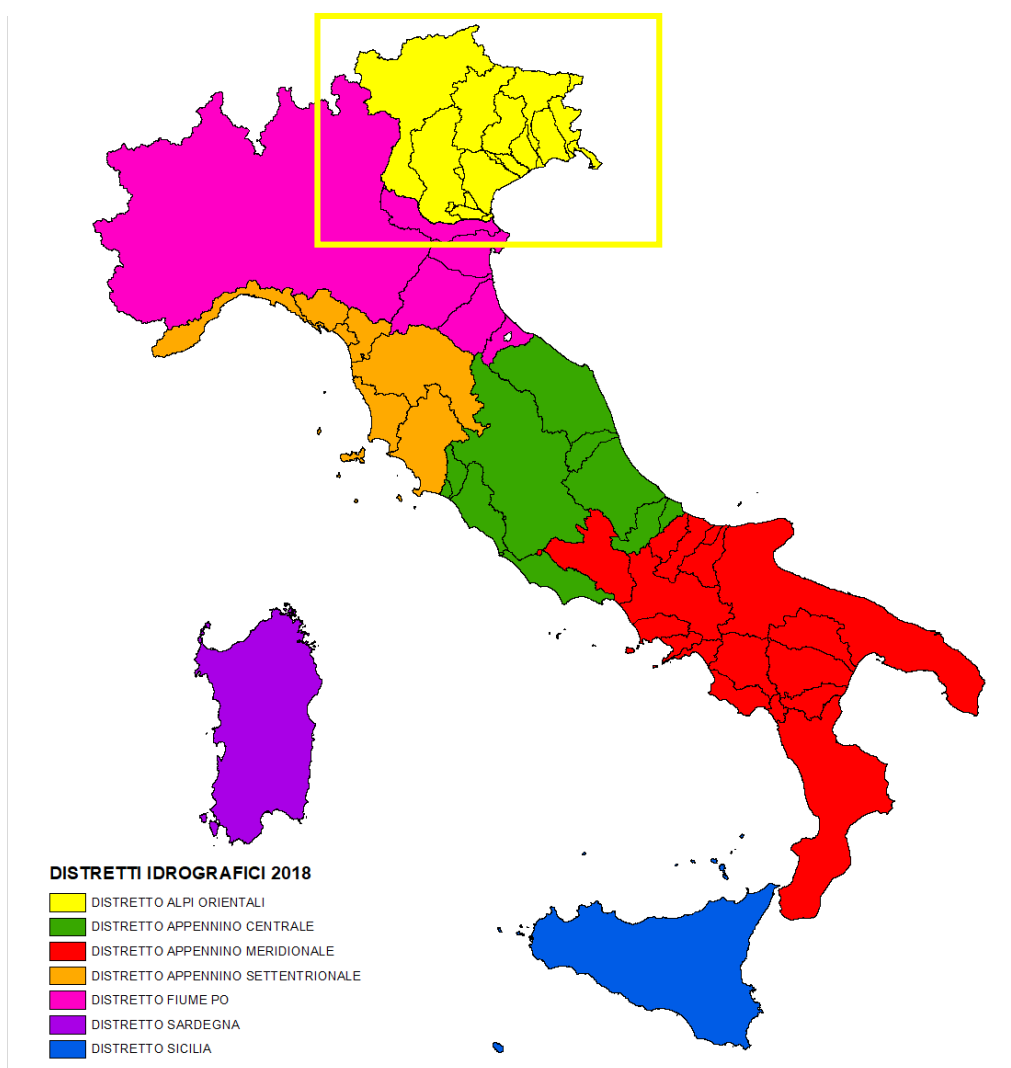 DISTRETTI IDROGRAFICI 2018
DISTRETTO ALPI ORIENTALI
DISTRETTO APPENNINO CENTRALE
DISTRETTO APPENNINO MERIDIONALE
DISTRETTO APPENNINO SETTENTRIONALE
DISTRETTO FIUME PO
DISTRETTO SARDEGNA
DISTRETTO SICILIA